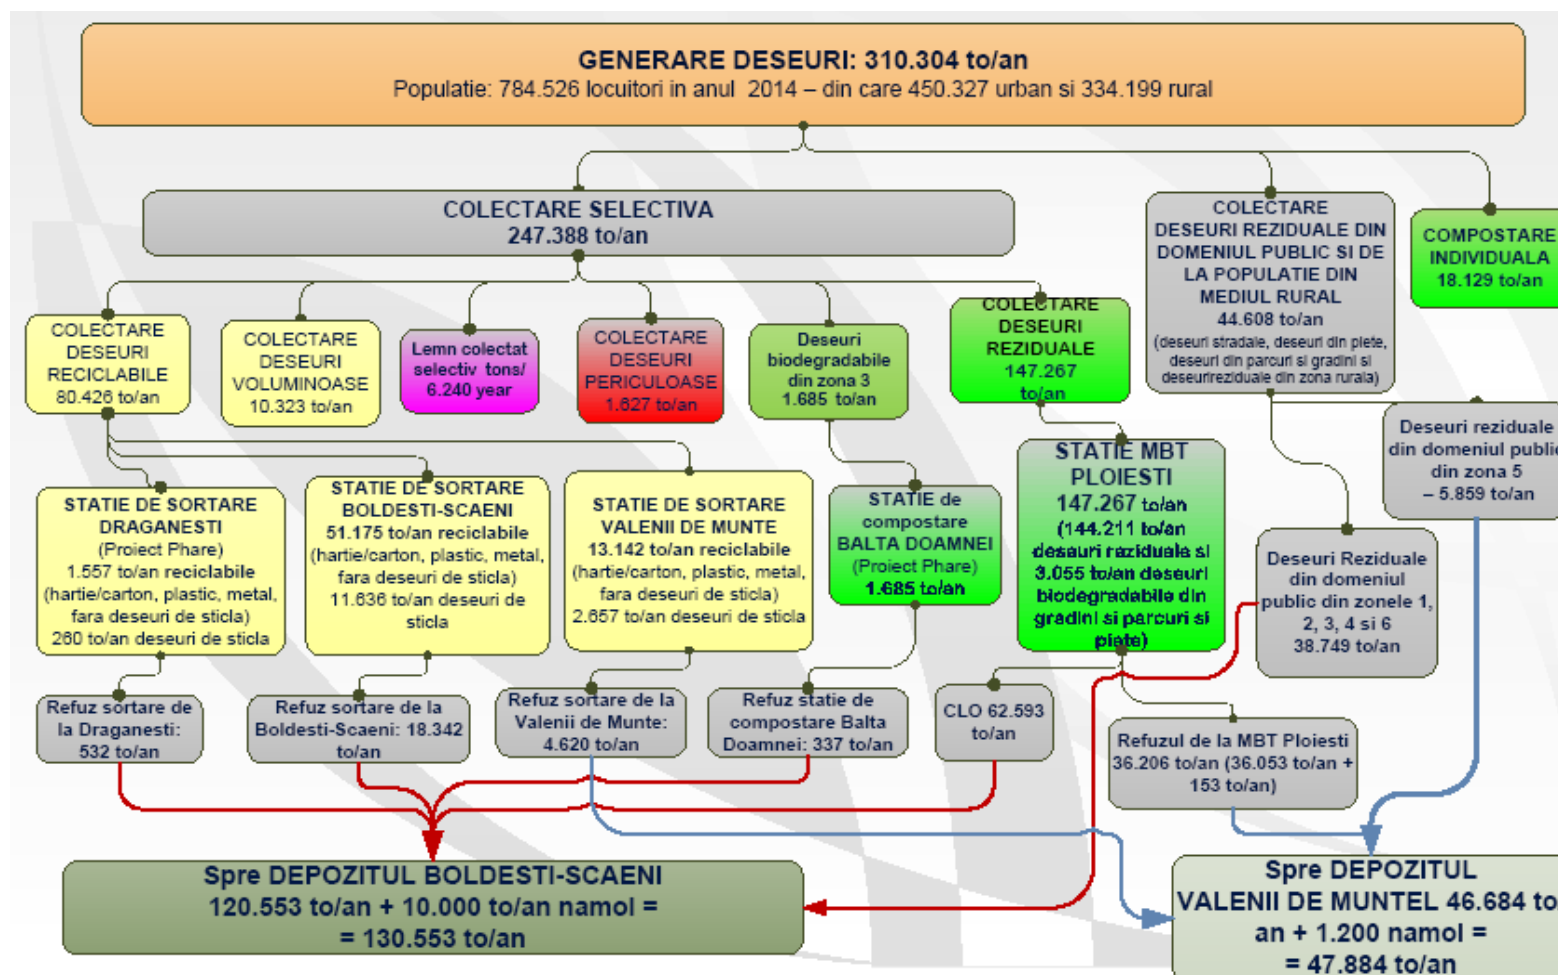 GENERARE DESEURI: 310.304 to/an
Populatie: 784.526 locuitori in anul 2014 – din care 450.327 urban si 334.199 rural
COLECTARE SELECTIVA
247.388 to/an
COLECTARE
DESEURI REZIDUALE DIN
DOMENIUL PUBLIC SI DE
LA POPULATIE DIN
MEDIUL RURAL
44.608 to/an
(deseuri stradale, deseuri din piete,
deseuri din parcuri si gradini si
deseurireziduale din zona rurala)
COMPOSTARE
INDIVIDUALA
18.129 to/an
COLECTARE
DESEURI
RECICLABILE
80.426 to/an
COLECTARE
DESEURI
VOLUMINOASE
10.323 to/an
Lemn colectat
selectiv tons/
6.240 year
COLECTARE
DESEURI
PERICULOASE
1.627 to/an
Deseuri
biodegradabile
din zona 3
1.685 to/an
COLECTARE
DESEURI
REZIDUALE
147.267
to/an
Deseuri reziduale
din domeniul public
din zona 5
– 5.859 to/an
STATIE DE SORTARE
DRAGANESTI
(Proiect Phare)
1.557 to/an reciclabile
(hartie/carton, plastic, metal,
fara deseuri de sticla)
260 to/an deseuri de sticla
STATIE DE SORTARE
BOLDESTI-SCAENI
51.175 to/an reciclabile
(hartie/carton, plastic, metal,
fara deseuri de sticla)
11.636 to/an deseuri de
sticla
STATIE DE SORTARE
VALENII DE MUNTE
13.142 to/an reciclabile
(hartie/carton, plastic, metal,
fara deseuri de sticla)
2.657 to/an deseuri de sticla
STATIE de
compostare
BALTA DOAMNEI
(Proiect Phare)
1.685 to/an
STATIE MBT
PLOIESTI
147.267 to/an
(144.211 to/an
deseuri reziduale si
3.055 to/an deseuri
biodegradabile din
gradini si parcuri si
piete)
Deseuri Reziduale
din domeniul
public din zonele 1,
2, 3, 4 si 6
38.749 to/an
Refuz sortare de
la Draganesti:
532 to/an
Refuz sortare de la
Boldesti-Scaeni: 18.342
to/an
Refuz sortare de la
Valenii de Munte:
4.620 to/an
Refuz statie de
compostare Balta
Doamnei: 337 to/an
CLO 62.593
to/an
Refuzul de la MBT Ploiesti
36.206 to/an (36.053 to/an +
153 to/an)
Spre DEPOZITUL BOLDESTI-SCAENI
120.553 to/an + 10.000 to/an namol =
= 130.553 to/an
Spre DEPOZITUL
VALENII DE MUNTEL 46.684 to
an + 1.200 namol =
= 47.884 to/an